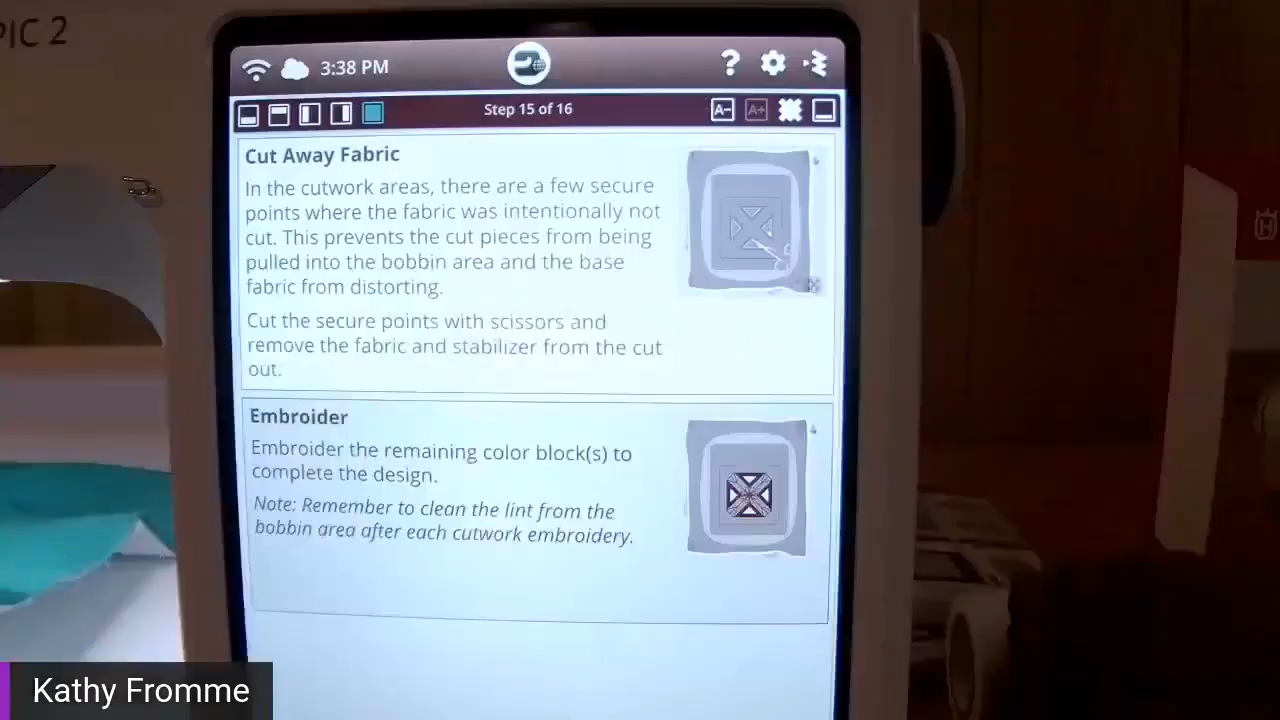 PIC 2
3:38 PM
?
Step 15 of 16
A-
A+
Cut Away Fabric
In the cutwork areas, there are a few secure
points where the fabric was intentionally not
cut. This prevents the cut pieces from being
pulled into the bobbin area and the base
fabric from distorting.
Cut the secure points with scissors and
remove the fabric and stabilizer from the cut
out.
Embroider
Embroider the remaining color block(s) to
complete the design.
Note: Remember to clean the lint from the
bobbin area after each cutwork embroidery.
Kathy Fromme